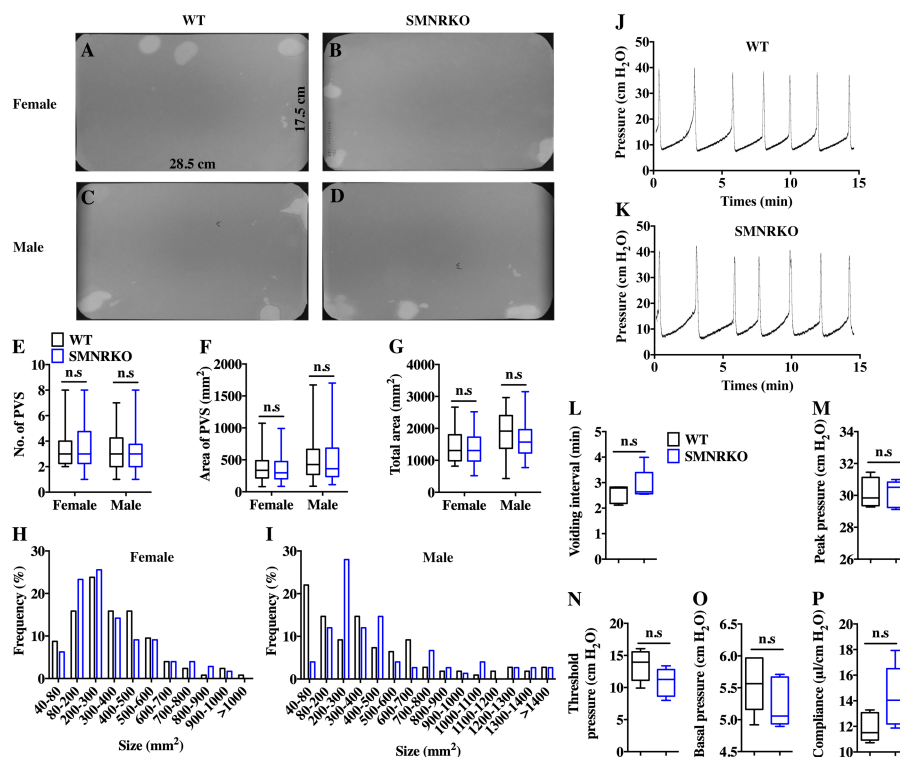 WT
SMNRKO
A
B
Female
17.5 cm
28.5 cm
C
D
Male
J
WT
Pressure (cm H2O)
50
40
30
20
10
0
0
5
10
15
Times (min)
K
SMNRKO
Pressure (cm H2O)
50
40
30
20
10
0
0
5
10
15
Times (min)
WT
SMNRKO
E
No. of PVS
10
8
6
4
2
0
n.s
n.s
Female
Male
F
Area of PVS (mm2)
2000
1500
1000
500
0
n.s
n.s
Female
Male
G
Total area (mm2)
4000
3000
2000
1000
0
n.s
n.s
Female
Male
H
Female
Frequency (%)
30
20
10
0
40-80
80-200
200-300
300-400
400-500
500-600
600-700
700-800
800-900
900-1000
>1000
Size (mm2)
I
Male
Frequency (%)
30
20
10
0
40-80
80-200
200-300
300-400
400-500
500-600
600-700
700-800
800-900
900-1000
1000-1100
1100-1200
1200-1300
1300-1400
>1400
Size (mm2)
L
Voiding interval (min)
5
4
3
2
1
0
n.s
WT
SMNRKO
M
Peak pressure (cm H2O)
34
32
30
28
26
n.s
N
Threshold
pressure (cm H2O)
20
15
10
5
0
n.s
O
Basal pressure (cm H2O)
6.5
6.0
5.5
5.0
4.5
n.s
P
Compliance (µl/cm H2O)
20
18
16
14
12
10
n.s